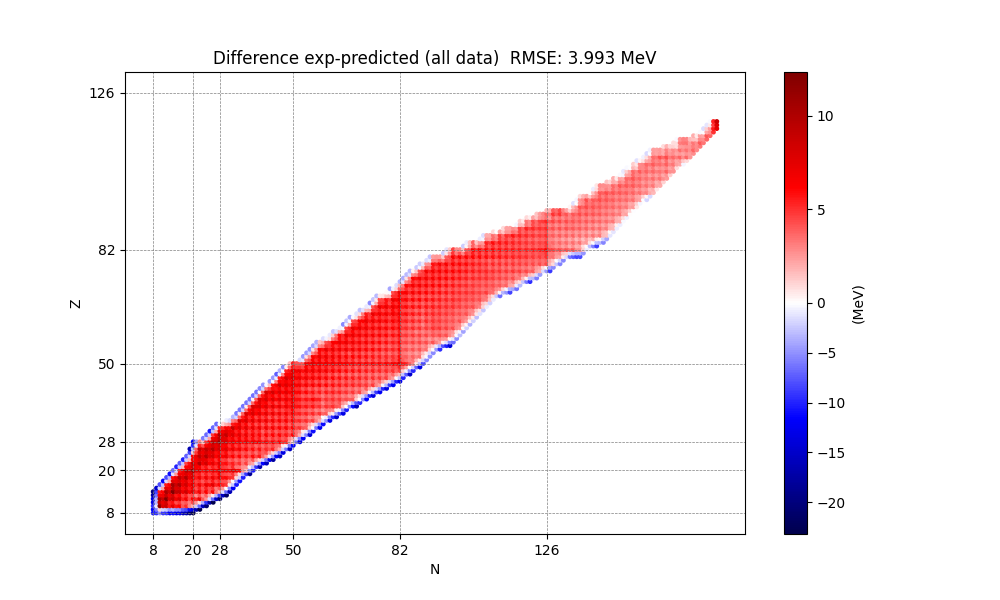 Difference exp-predicted (all data)  RMSE: 3.993 MeV
126
82
50
28
20
8
Z
8 20 28 50 82 126
N
10
5
0
−5
−10
−15
−20
(MeV)